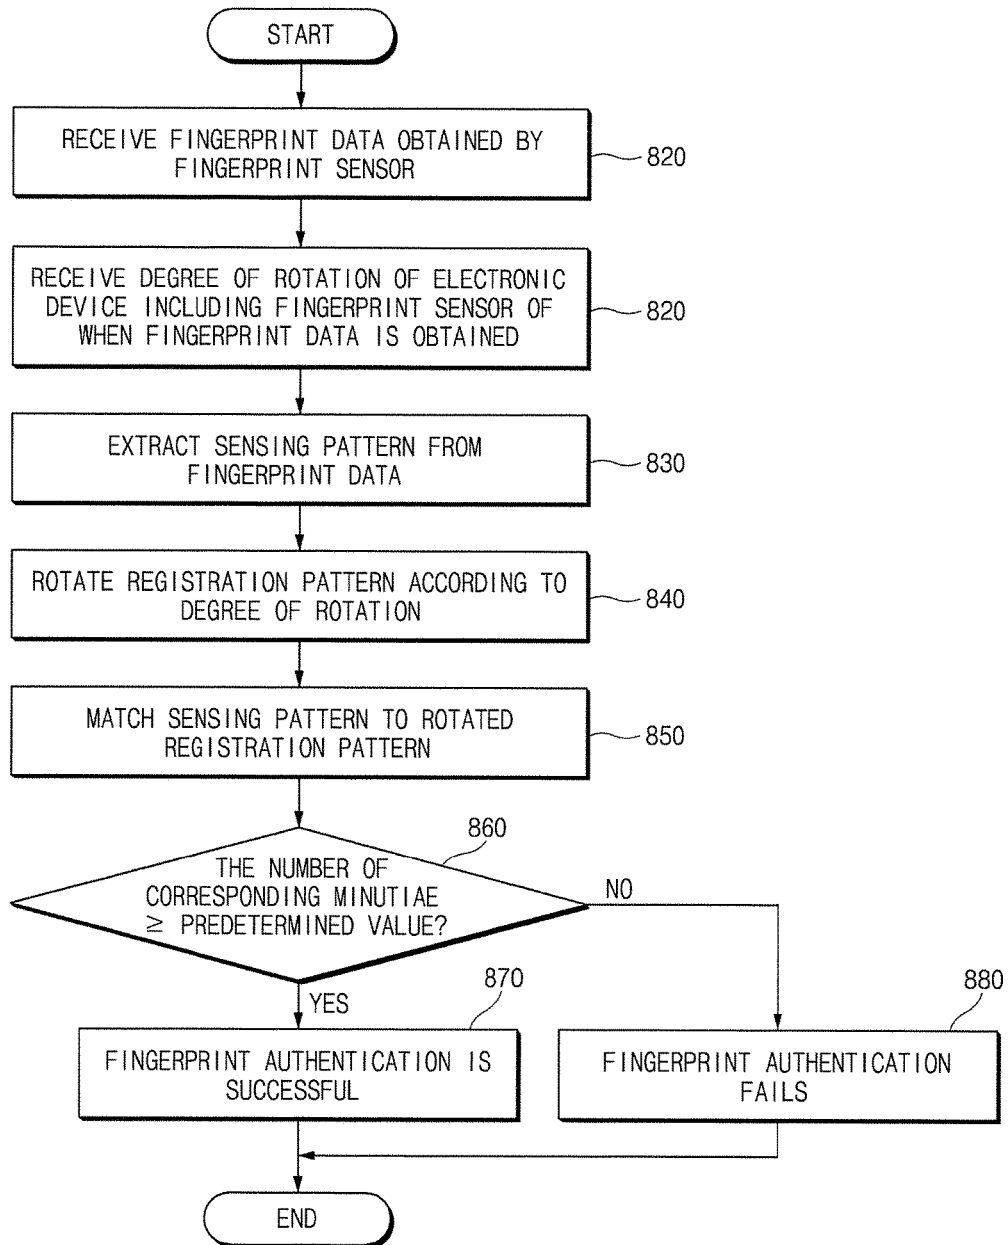 START
RECEIVE FINGERPRINT DATA OBTAINED BY
FINGERPRINT SENSOR
820
RECEIVE DEGREE OF ROTATION OF ELECTRONIC
DEVICE INCLUDING FINGERPRINT SENSOR OF
WHEN FINGERPRINT DATA IS OBTAINED
820
EXTRACT SENSING PATTERN FROM
FINGERPRINT DATA
830
ROTATE REGISTRATION PATTERN ACCORDING TO
DEGREE OF ROTATION
840
MATCH SENSING PATTERN TO ROTATED
REGISTRATION PATTERN
850
860
THE NUMBER OF
CORRESPONDING MINUTIAE
≥ PREDETERMINED VALUE?
NO
YES
870
FINGERPRINT AUTHENTICATION IS
SUCCESSFUL
880
FINGERPRINT AUTHENTICATION
FAILS
END